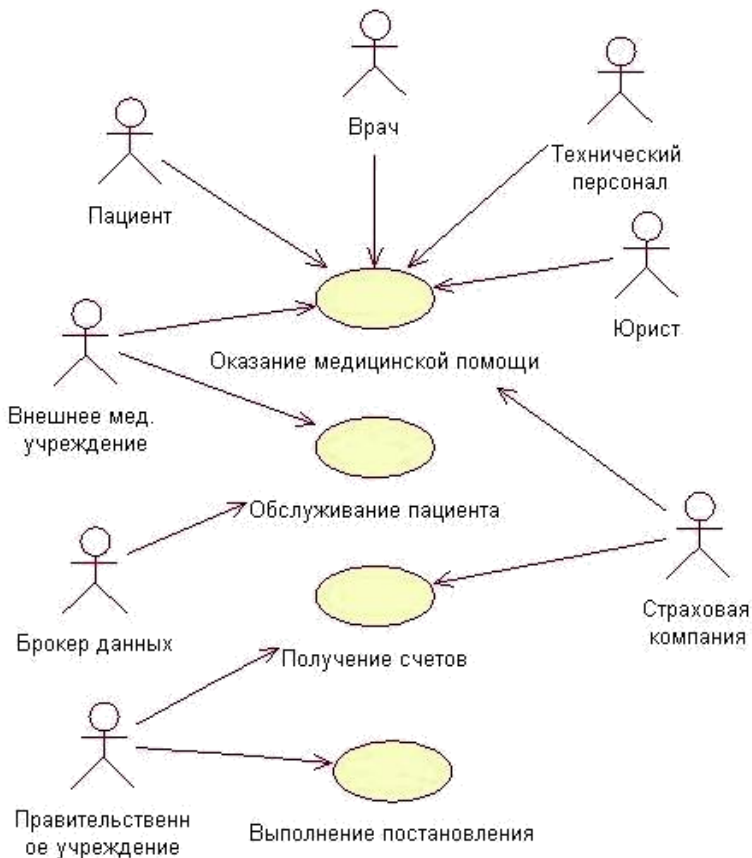 Врач
Технический
персонал
Пациент
Юрист
Оказание медицинской помощи
Внешнее мед.
учреждение
Обслуживание пациента
Страховая
компания
Брокер данных
Получение счетов
Правительственн
ое учреждение
Выполнение постановления